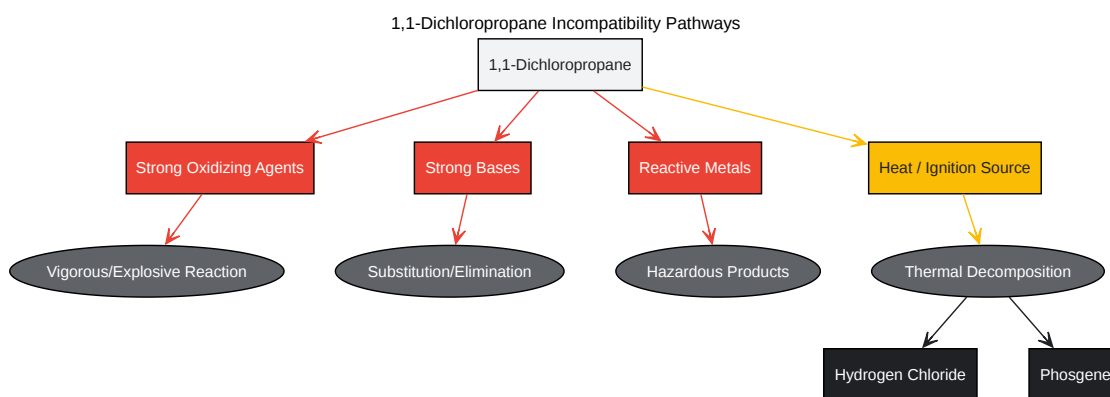 1,1-Dichloropropane Incompatibility Pathways
1,1-Dichloropropane
Strong Oxidizing Agents
Strong Bases
Reactive Metals
Heat / Ignition Source
Vigorous/Explosive Reaction
Substitution/Elimination
Hazardous Products
Thermal Decomposition
Hydrogen Chloride
Phosgene